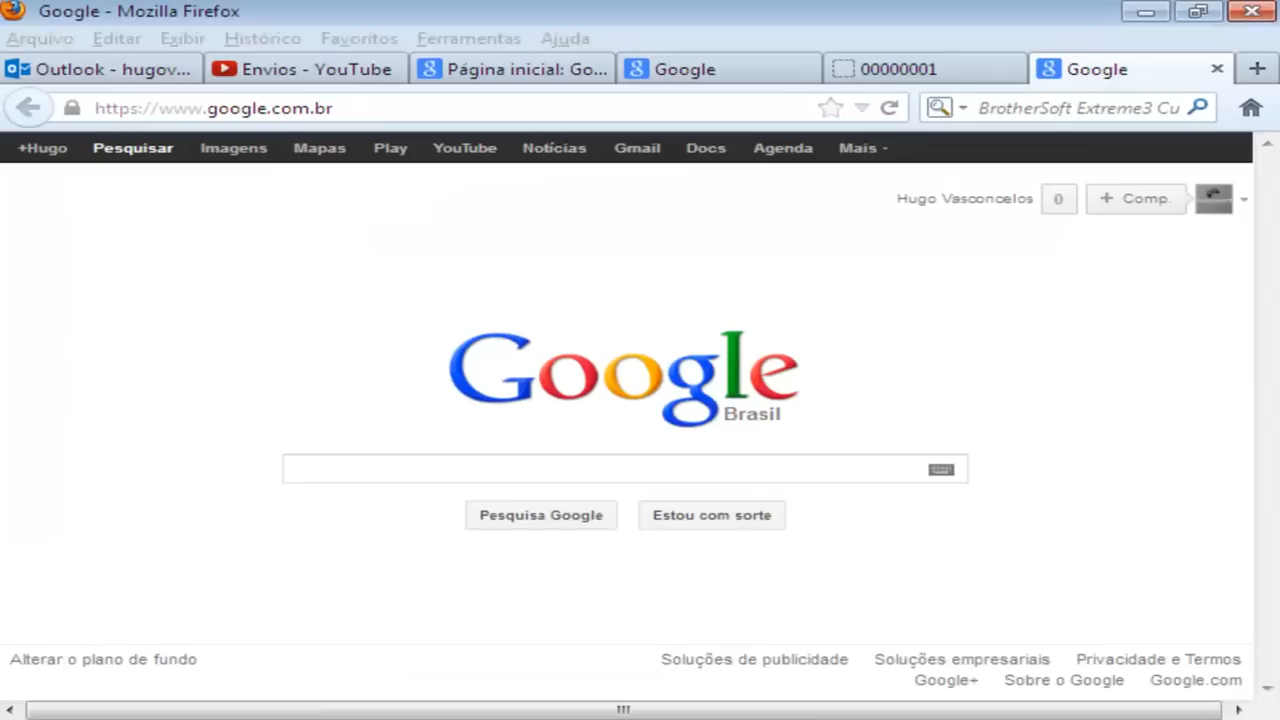 Google - Mozilla Firefox
Arquivo Editar Exibir Histórico Favoritos Ferramentas Ajuda
Outlook - hugov... Envios - YouTube Página inicial: Go... Google 00000001 Google
https://www.google.com.br BrotherSoft Extreme3 Cu
+Hugo Pesquisar Imagens Mapas Play YouTube Notícias Gmail Docs Agenda Mais
Hugo Vasconcelos 0 + Comp.
Google
Brasil
Pesquisa Google Estou com sorte
Alterar o plano de fundo Soluções de publicidade Soluções empresariais Privacidade e Termos
Google+ Sobre o Google Google.com